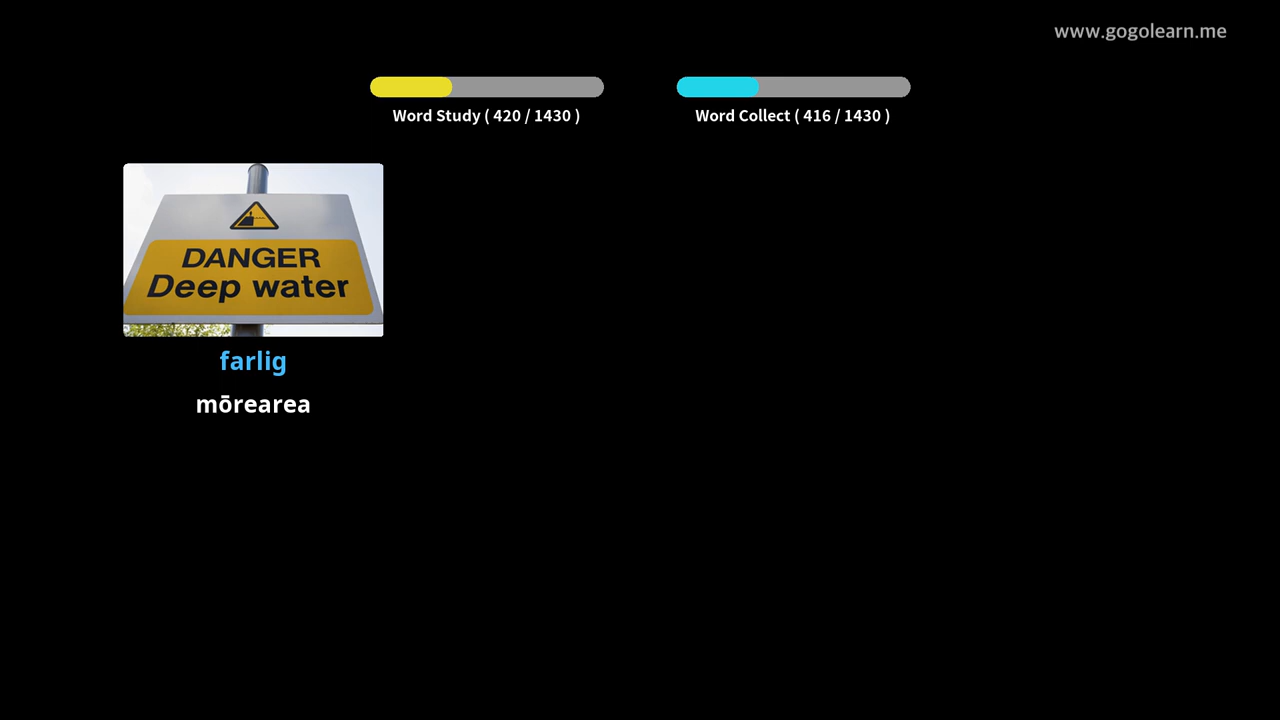 www.gogolearn.me
Word Study ( 420 / 1430 )
Word Collect ( 416 / 1430 )
DANGER
Deep water
farlig
mōrearea